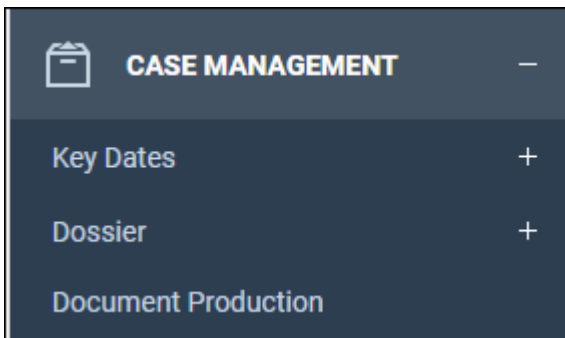 CASE MANAGEMENT −
Key Dates +
Dossier +
Document Production